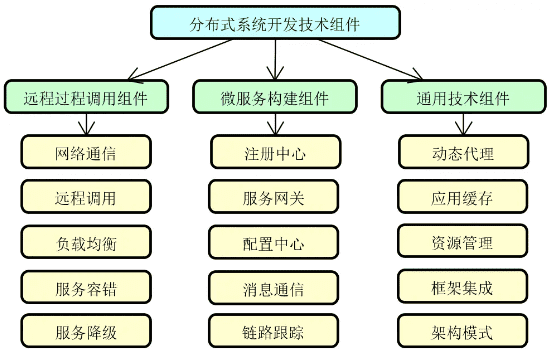 分布式系统开发技术组件
远程过程调用组件
微服务构建组件
通用技术组件
网络通信
注册中心
动态代理
远程调用
服务网关
应用缓存
负载均衡
配置中心
资源管理
服务容错
消息通信
框架集成
服务降级
链路跟踪
架构模式